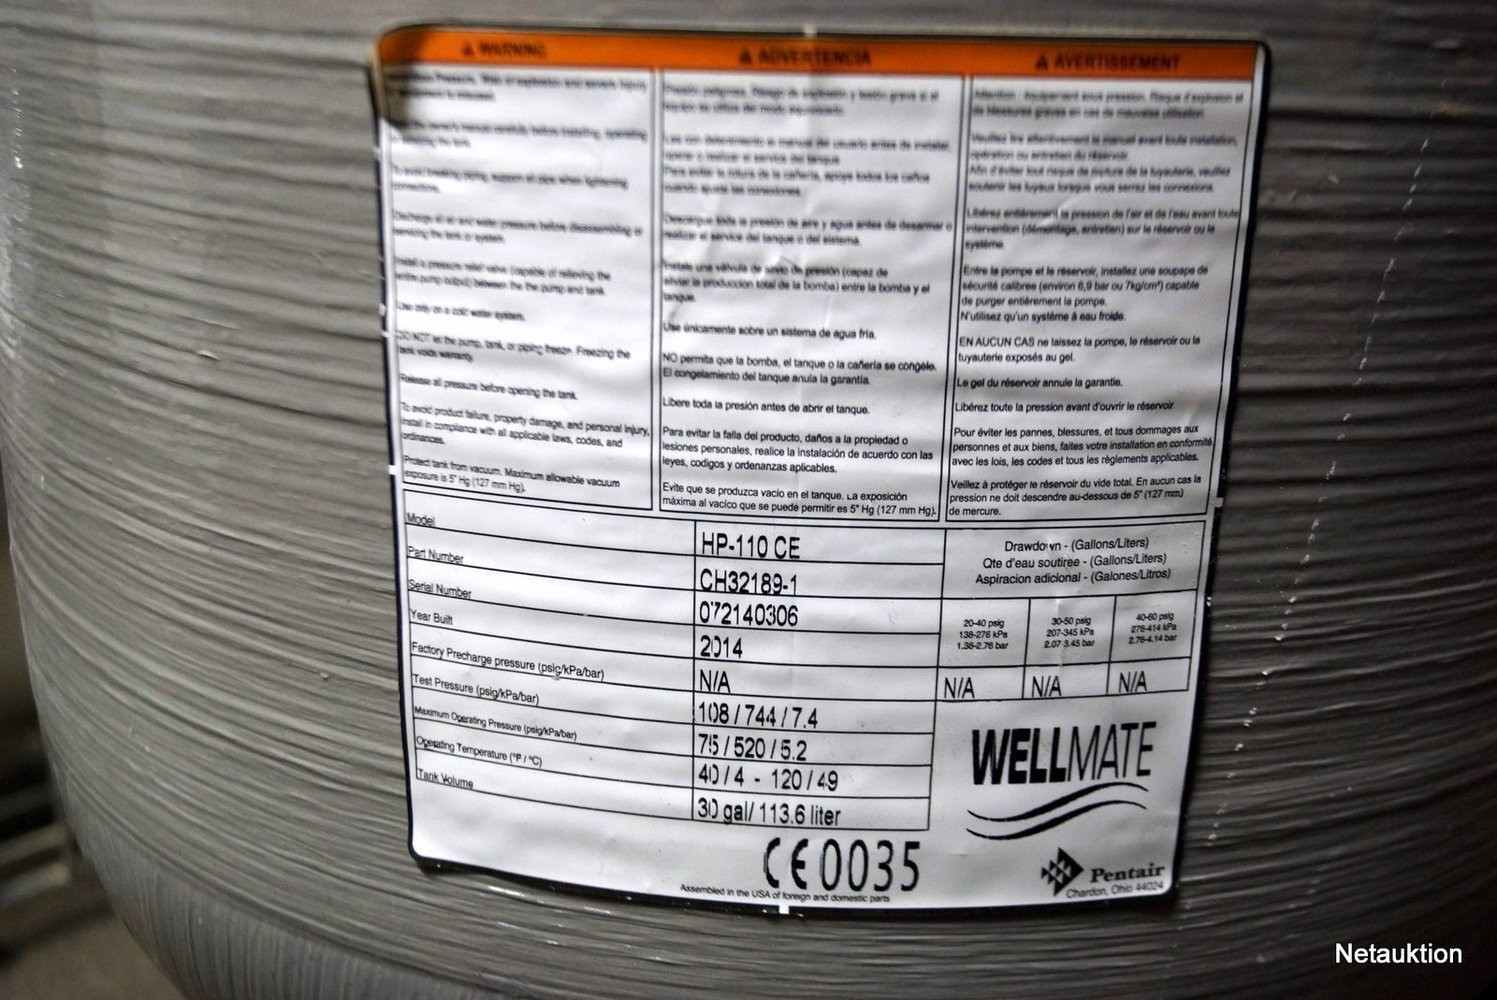 WARNING
manual carefully before installing, operating
To avoid breaking piping, support all pipe when tightening
connections.
Discharge all air and water pressure before disassembling or
servicing the tank or system.
Install a pressure relief valve (capable of relieving the
entire pump output) between the the pump and tank.
Use only on a cold water system.
DO NOT let the pump, tank, or piping freeze. Freezing the
tank voids warranty.
Release all pressure before opening the tank.
To avoid product failure, property damage, and personal injury,
install in compliance with all applicable laws, codes, and
ordinances.
Protect tank from vacuum. Maximum allowable vacuum
exposure is 5" Hg (127 mm Hg).
ADVERTENCIA
Lea con detenimiento el manual del usuario antes de instalar,
operar o realizar el servicio del tanque.
Para evitar la rotura de la cañería, apoye todos los caños
cuando ajuste las conexiones.
Descargue toda la presión de aire y agua antes de desarmar o
realizar el servicio del tanque o del sistema.
Instale una válvula de alivio de presión (capaz de
aliviar la produccion total de la bomba) entre la bomba y el
tanque.
Use únicamente sobre un sistema de agua fria.
NO permita que la bomba, el tanque o la cañería se congele.
El congelamiento del tanque anula la garantía.
Libere toda la presión antes de abrir el tanque.
Para evitar la falla del producto, daños a la propiedad o
lesiones personales, realice la instalación de acuerdo con las
leyes, codigos y ordenanzas aplicables.
Evite que se produzca vacio en el tanque. La exposición
máxima al vacíco que se puede permitir es 5" Hg (127 mm Hg).
AVERTISSEMENT
Attention : équipement sous pression. Risque d'explosion et
de blessures graves en cas de mauvaise utilisation
Veuillez lire attentivement le manuel avant toute installation,
opération ou entretien du réservoir.
Afin d'éviter tout risque de rupture de la tuyauterie, veuillez
soutenir les tuyaux lorsque vous serrez les connexions.
Libérez entièrement la pression de l'air et de l'eau avant toute
intervention (démontage, entretien) sur le réservoir ou le
système.
Entre la pompe et le réservoir, installez une soupape de
sécurité calibree (environ 6,9 bar ou 7kg/cm²) capable
de purger entièrement la pompe.
N'utilisez qu'un système à eau froide.
EN AUCUN CAS ne laissez la pompe, le réservoir ou la
tuyauterie exposés au gel.
Le gel du réservoir annule la garantie.
Libérez toute la pression avant d'ouvrir le réservoir
Pour éviter les pannes, blessures, et tous dommages aux
personnes et aux biens, faites votre installation en conformité
avec les lois, les codes et tous les règlements applicables.
Veillez à protéger le réservoir du vide total. En aucun cas la
pression ne doit descendre au-dessous de 5" (127 mm)
de mercure.
Model HP-110 CE
Part Number CH32189-1
Serial Number 072140306
Year Built 2014
Factory Precharge pressure (psig/kPa/bar) N/A
Test Pressure (psig/kPa/bar) 108 / 744 / 7.4
Maximum Operating Pressure (psig/kPa/bar) 75 / 520 / 5.2
Operating Temperature (°F / °C) 40 / 4 - 120 / 49
Tank Volume 30 gal/ 113.6 liter
Drawdown - (Gallons/Liters)
Qte d'eau soutiree - (Gallons/Liters)
Aspiracion adicional - (Galones/Litros)
20-40 psig 30-50 psig 40-60 psig
138-276 kPa 207-345 kPa 276-414 kPa
1.38-2.76 bar 2.07 3.45 bar 2.76-4.14 bar
N/A N/A N/A
WELLMATE
CE 0035
Assembled in the USA of foreign and domestic parts
Pentair
Chardon, Ohio 44024
Netauktion